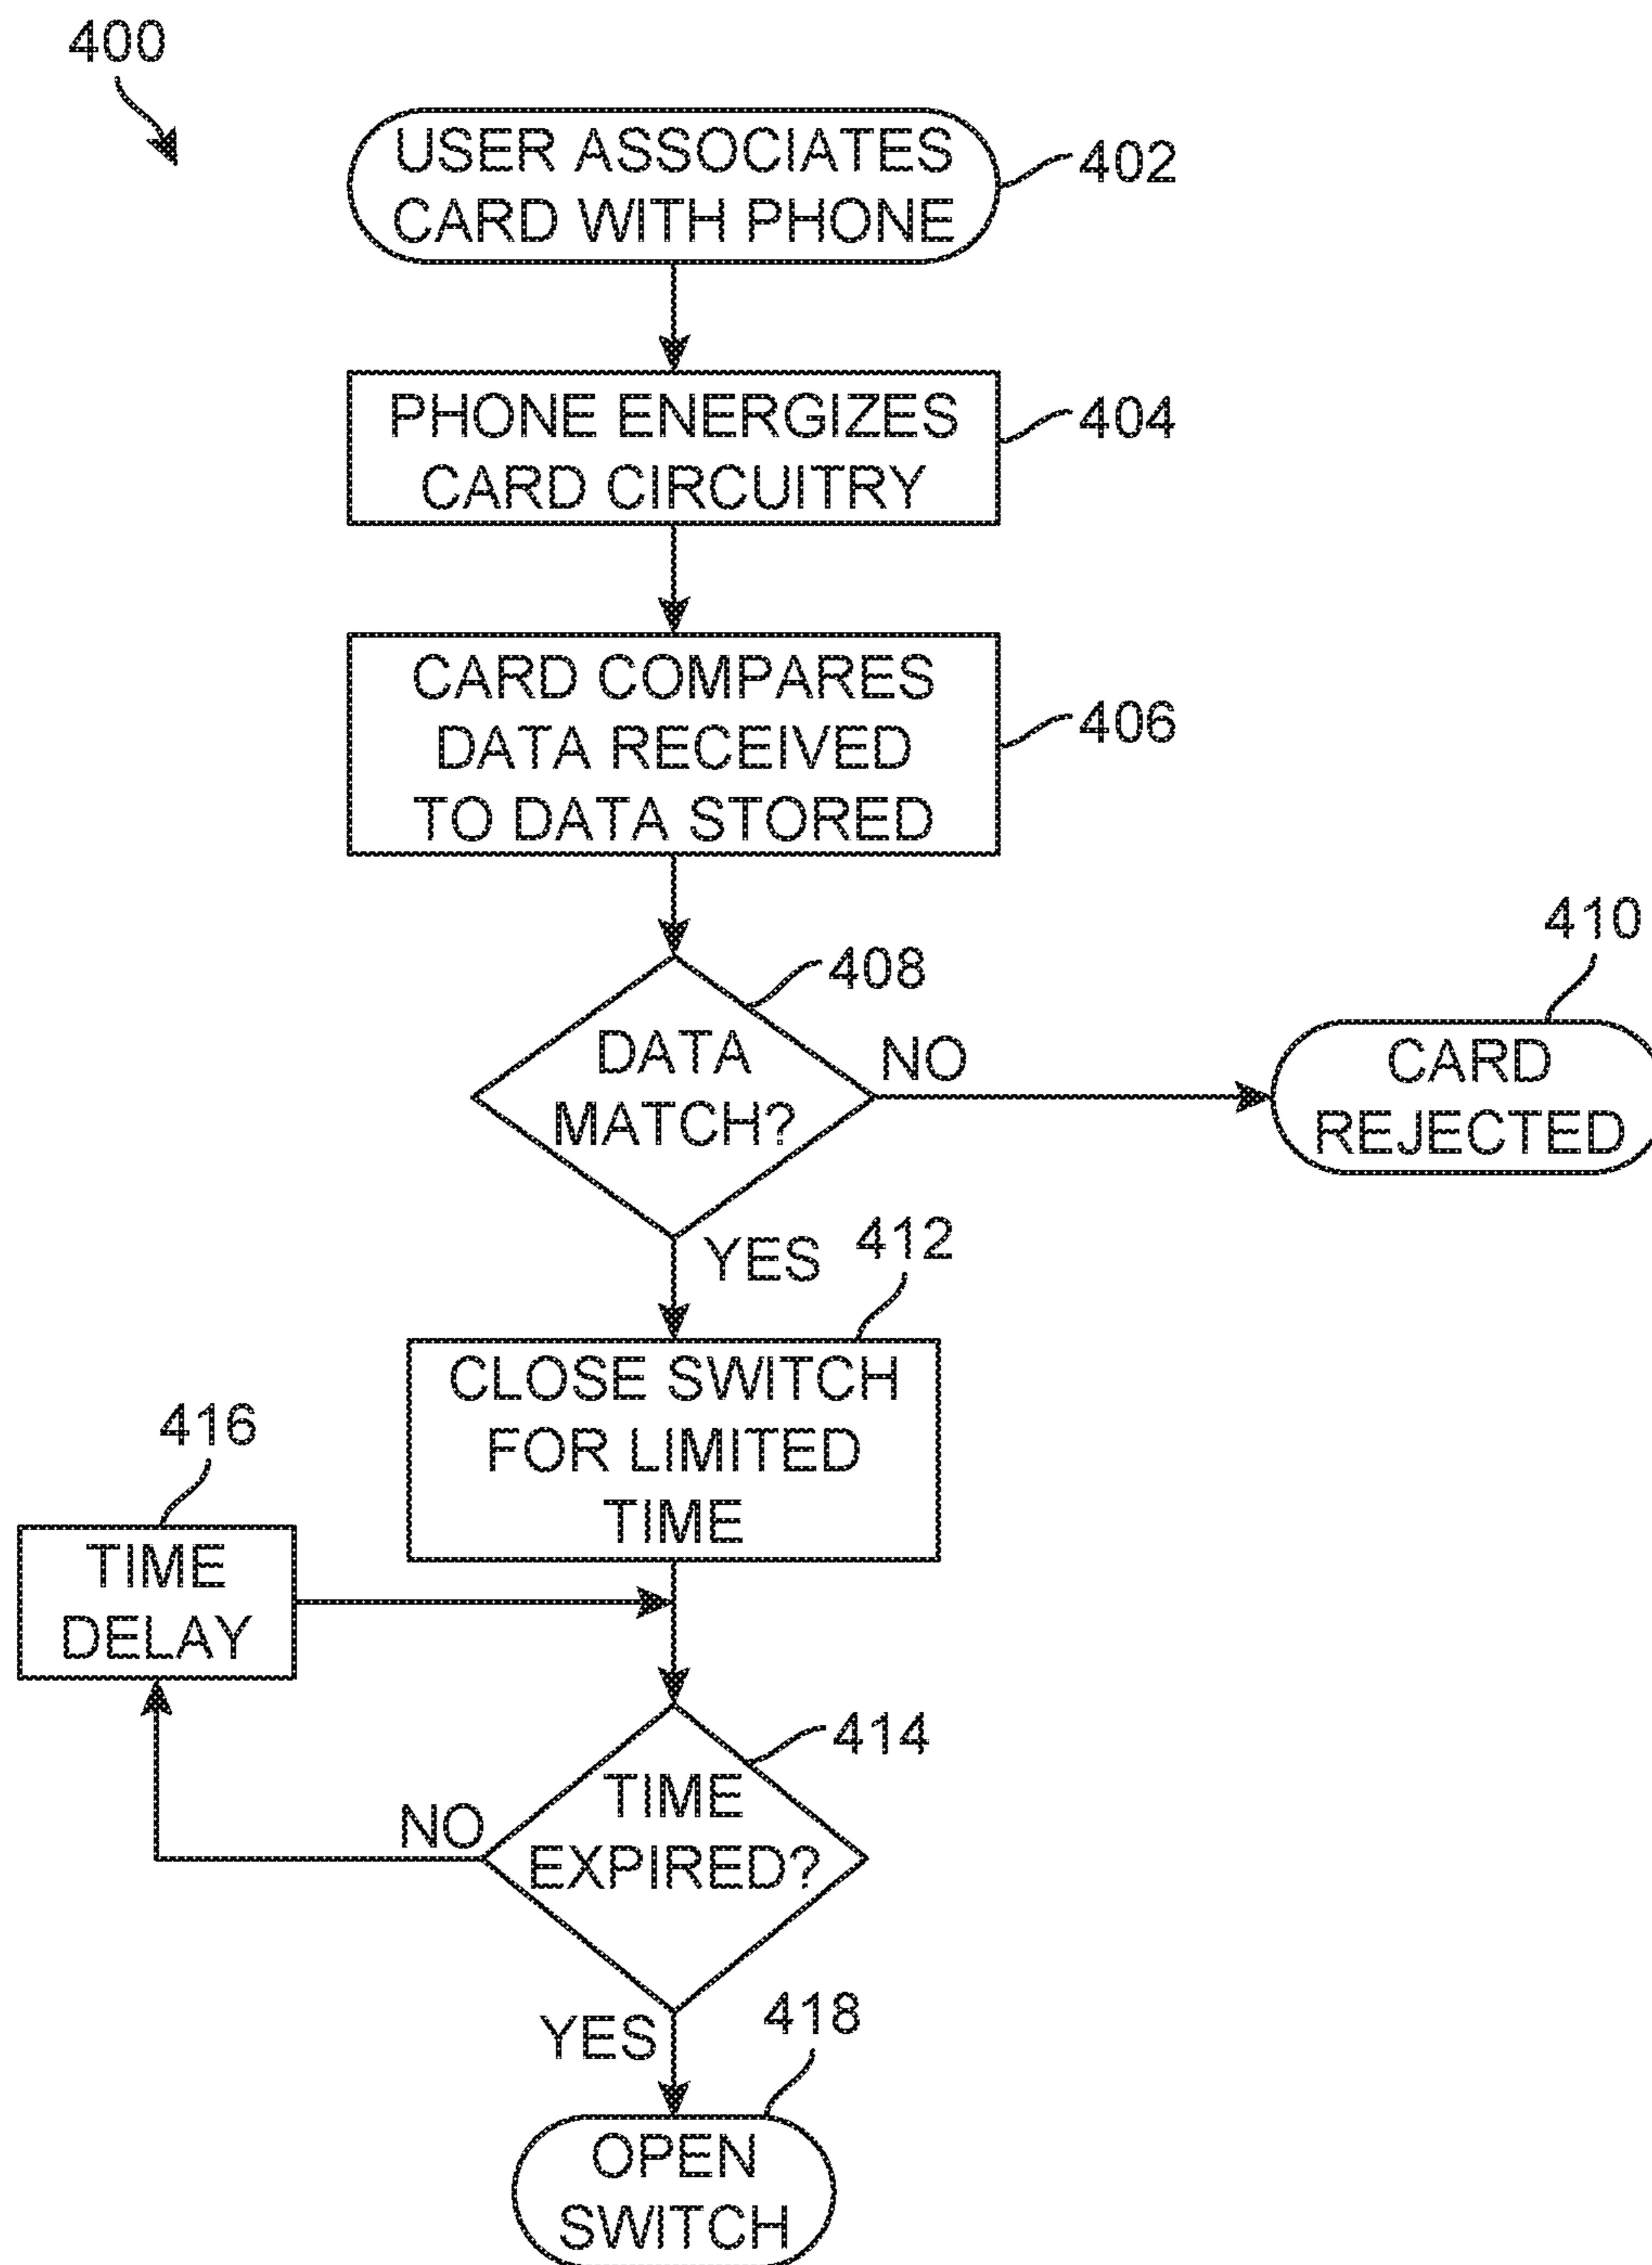 400
USER ASSOCIATES
CARD WITH PHONE
402
PHONE ENERGIZES
CARD CIRCUITRY
404
CARD COMPARES
DATA RECEIVED
TO DATA STORED
406
408
DATA
MATCH?
NO
410
CARD
REJECTED
YES
412
CLOSE SWITCH
FOR LIMITED
TIME
416
TIME
DELAY
414
TIME
EXPIRED?
NO
YES
418
OPEN
SWITCH